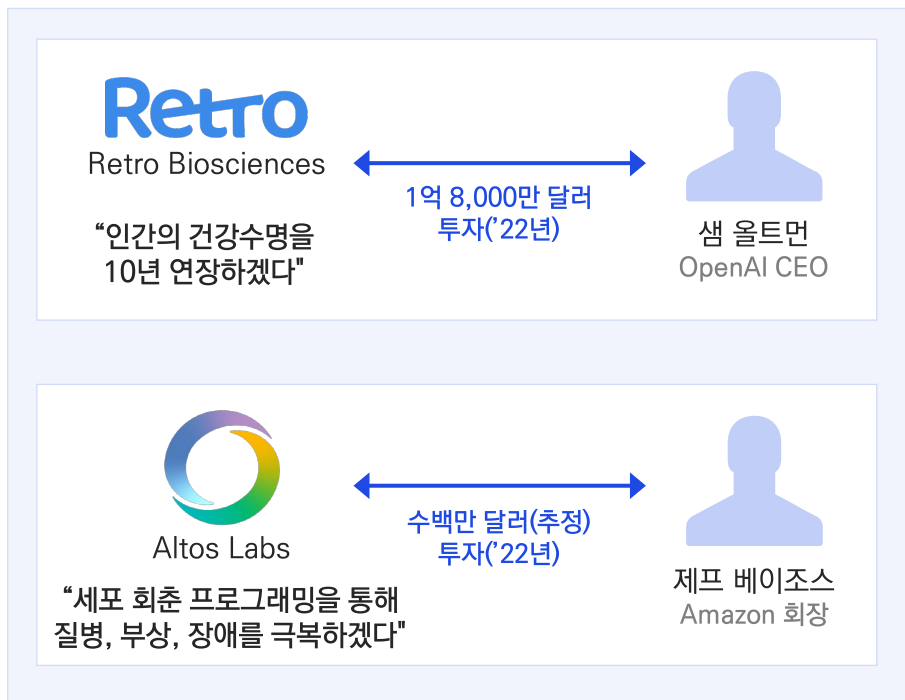 Retro
Retro Biosciences
“인간의 건강수명을
10년 연장하겠다"
1억 8,000만 달러
투자(’22년)
샘 올트먼
OpenAI CEO
Altos Labs
“세포 회춘 프로그래밍을 통해
질병, 부상, 장애를 극복하겠다"
수백만 달러(추정)
투자(’22년)
제프 베이조스
Amazon 회장